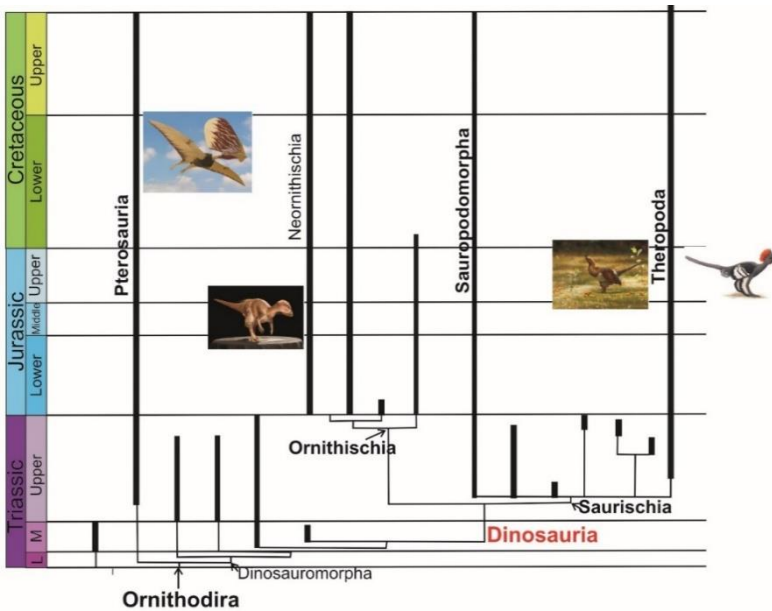 Cretaceous
Upper
Lower
Jurassic
Upper
Middle
Lower
Triassic
Upper
M
L
Pterosauria
Neornithischia
Sauropodomorpha
Theropoda
Ornithischia
Saurischia
Dinosauria
Dinosauromorpha
Ornithodira